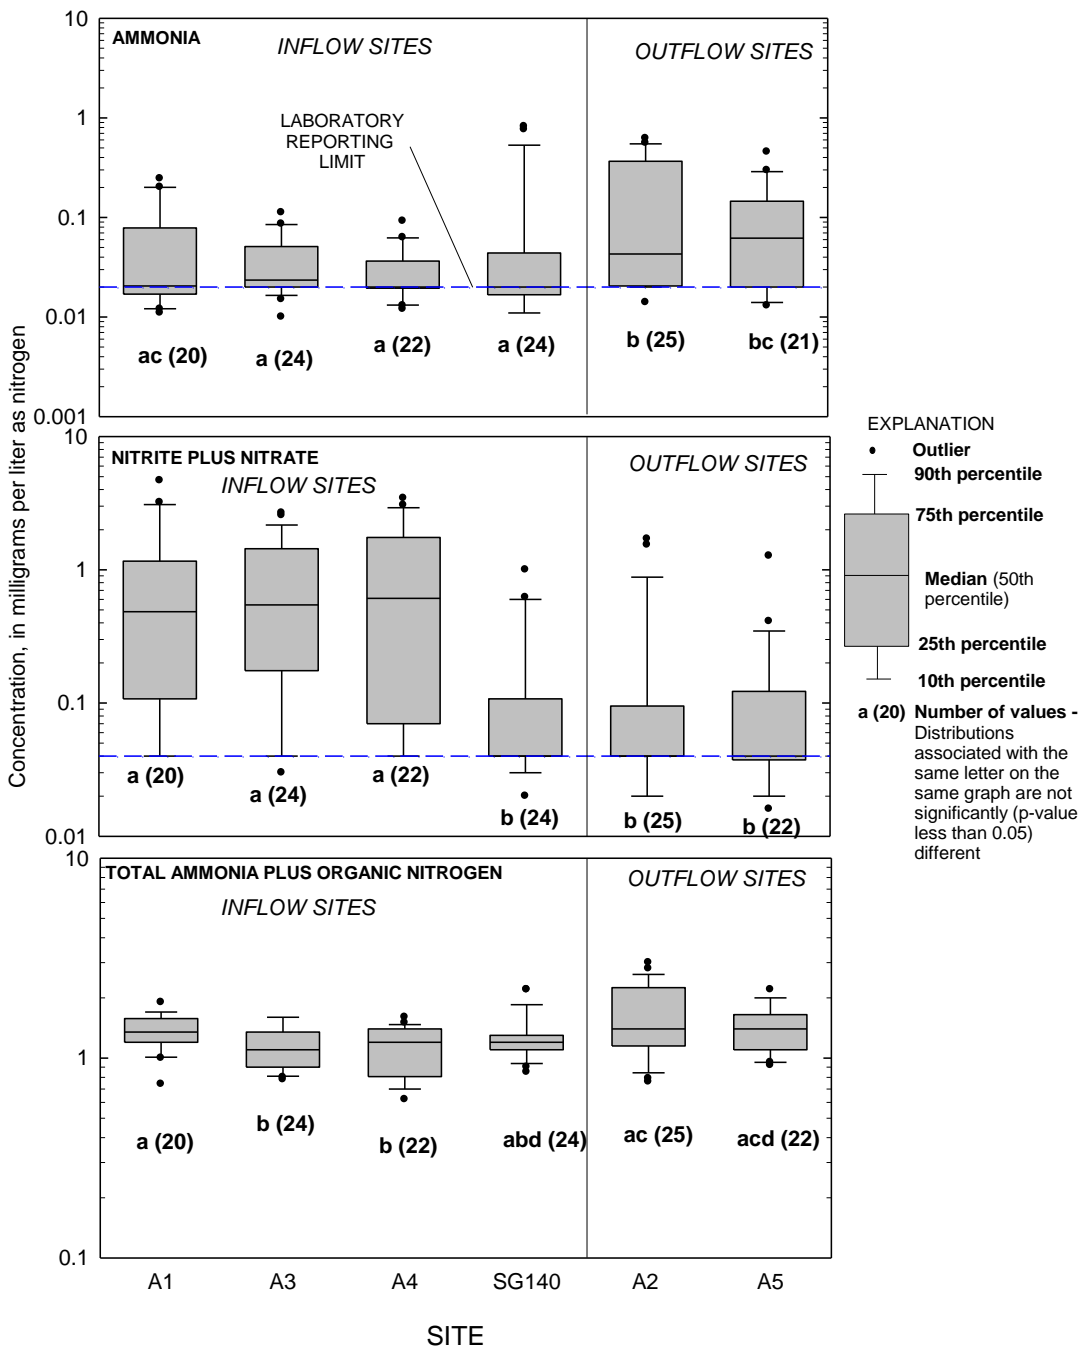 Concentration, in milligrams per liter as nitrogen
10
1
0.1
0.01
0.001
AMMONIA
INFLOW SITES
OUTFLOW SITES
LABORATORY
REPORTING
LIMIT
ac (20)
a (24)
a (22)
a (24)
b (25)
bc (21)
10
1
0.1
0.01
NITRITE PLUS NITRATE
INFLOW SITES
OUTFLOW SITES
a (20)
a (24)
a (22)
b (24)
b (25)
b (22)
10
1
0.1
TOTAL AMMONIA PLUS ORGANIC NITROGEN
INFLOW SITES
OUTFLOW SITES
a (20)
b (24)
b (22)
abd (24)
ac (25)
acd (22)
A1
A3
A4
SG140
A2
A5
SITE
EXPLANATION
Outlier
90th percentile
75th percentile
Median (50th
percentile)
25th percentile
10th percentile
a (20) Number of values -
Distributions
associated with the
same letter on the
same graph are not
significantly (p-value
less than 0.05)
different